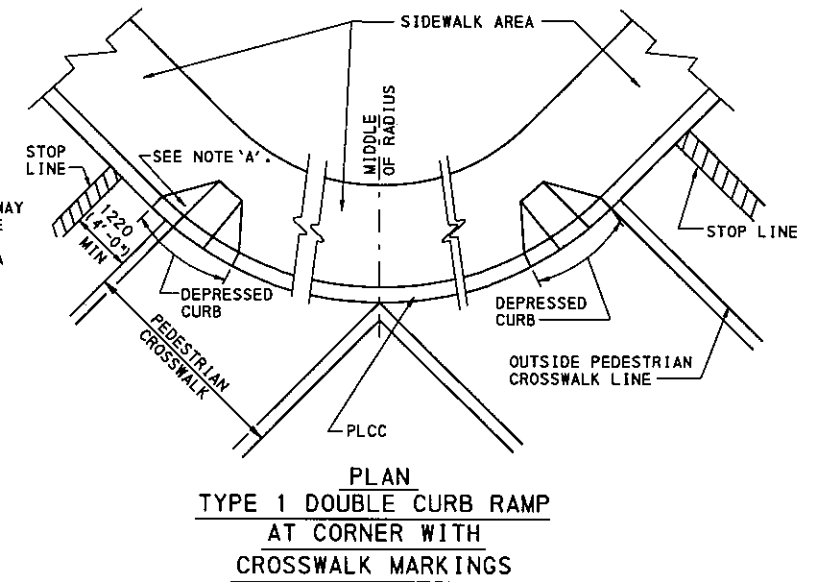 SIDEWALK AREA
MIDDLE
OF RADIUS
STOP
LINE
SEE NOTE 'A'.
1220
(4'-0")
MIN
DEPRESSED
CURB
PEDESTRIAN
CROSSWALK
PLCC
DEPRESSED
CURB
STOP LINE
OUTSIDE PEDESTRIAN
CROSSWALK LINE
PLAN
TYPE 1 DOUBLE CURB RAMP
AT CORNER WITH
CROSSWALK MARKINGS